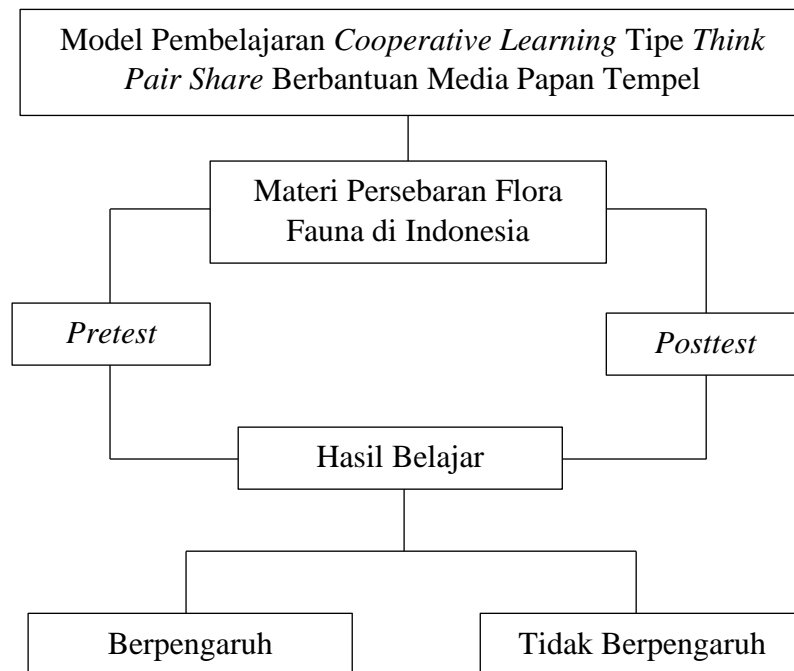 Model Pembelajaran Cooperative Learning Tipe Think
Pair Share Berbantuan Media Papan Tempel
Materi Persebaran Flora
Fauna di Indonesia
Pretest
Posttest
Hasil Belajar
Berpengaruh
Tidak Berpengaruh